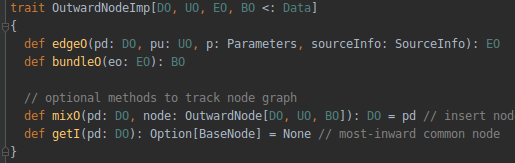 trait OutwardNodeImp[DO, UO, EO, BO <: Data]
{
  def edgeO(pd: DO, pu: UO, p: Parameters, sourceInfo: SourceInfo): EO
  def bundleO(eo: EO): BO

  // optional methods to track node graph
  def mixO(pd: DO, node: OutwardNode[DO, UO, BO]): DO = pd // insert nod
  def getI(pd: DO): Option[BaseNode] = None // most-inward common node
}